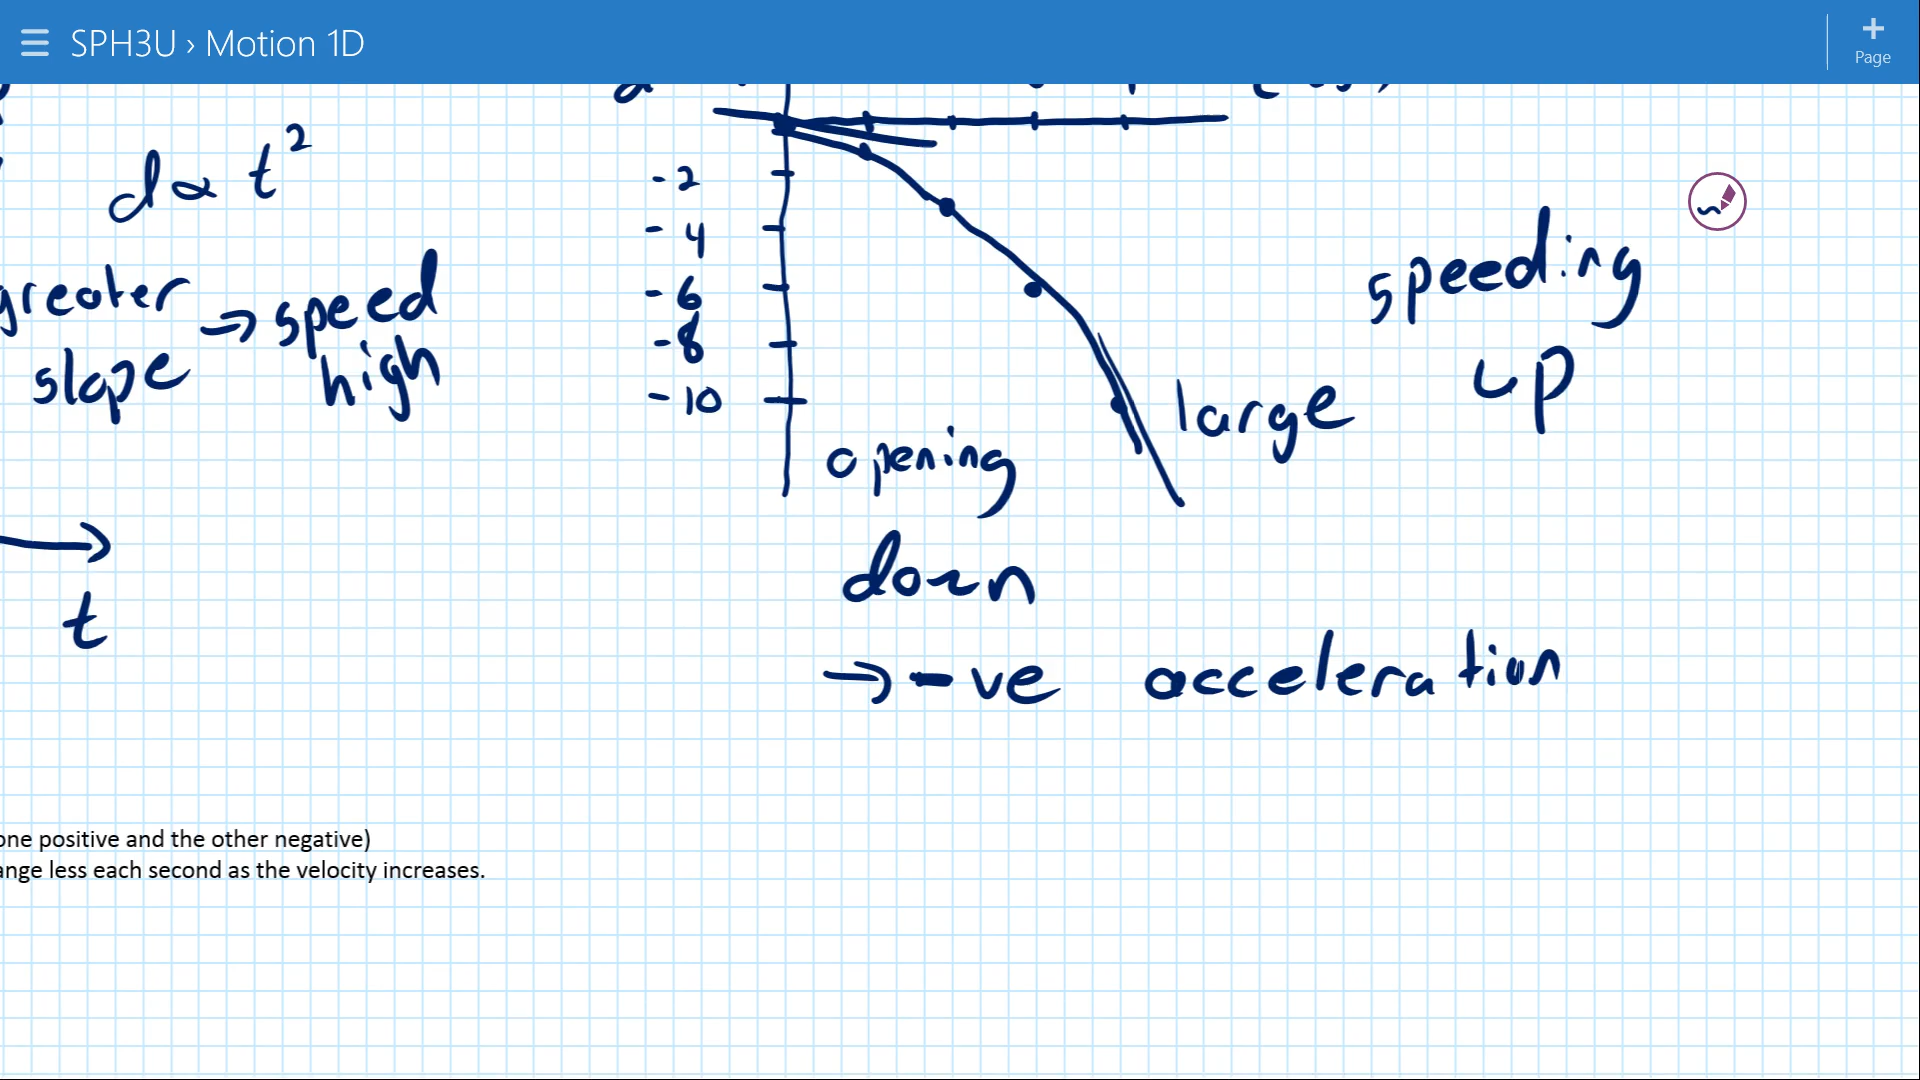 SPH3U › Motion 1D
Page
d ∝ t²
greater
slope
→ speed
high
t
-2
-4
-6
-8
-10
large
speeding
up
opening
down
→ -ve acceleration
one positive and the other negative)
ange less each second as the velocity increases.